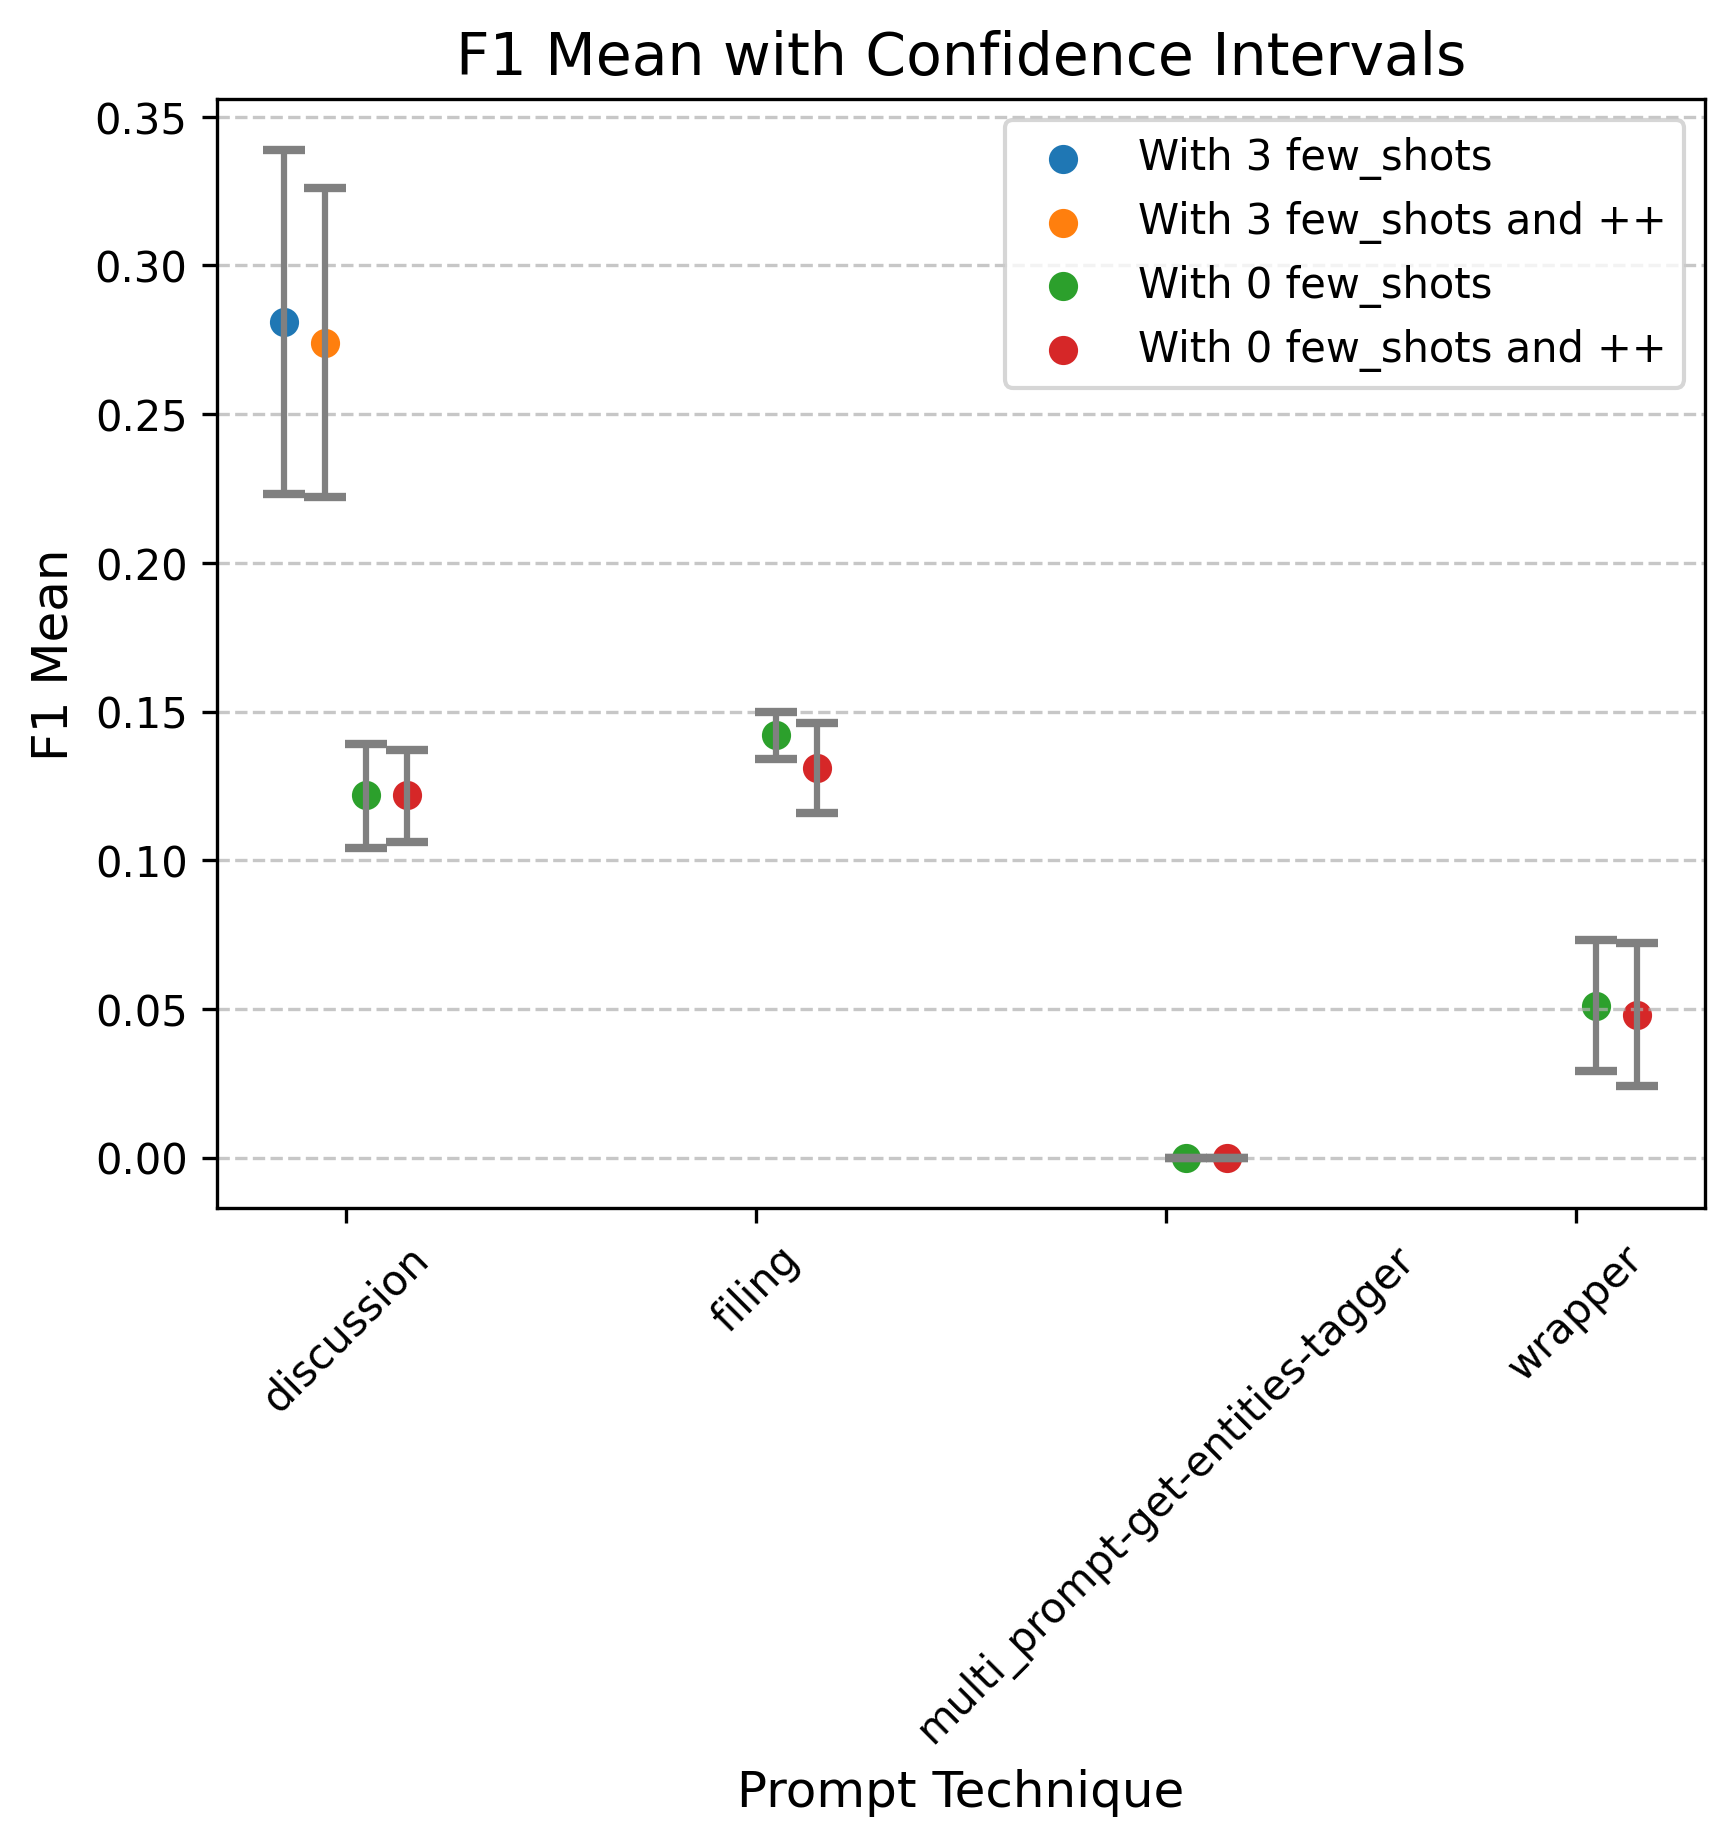 F1 Mean with Confidence Intervals
With 3 few_shots
With 3 few_shots and ++
With 0 few_shots
With 0 few_shots and ++
F1 Mean
0.35
0.30
0.25
0.20
0.15
0.10
0.05
0.00
discussion
filing
multi_prompt-get-entities-tagger
wrapper
Prompt Technique